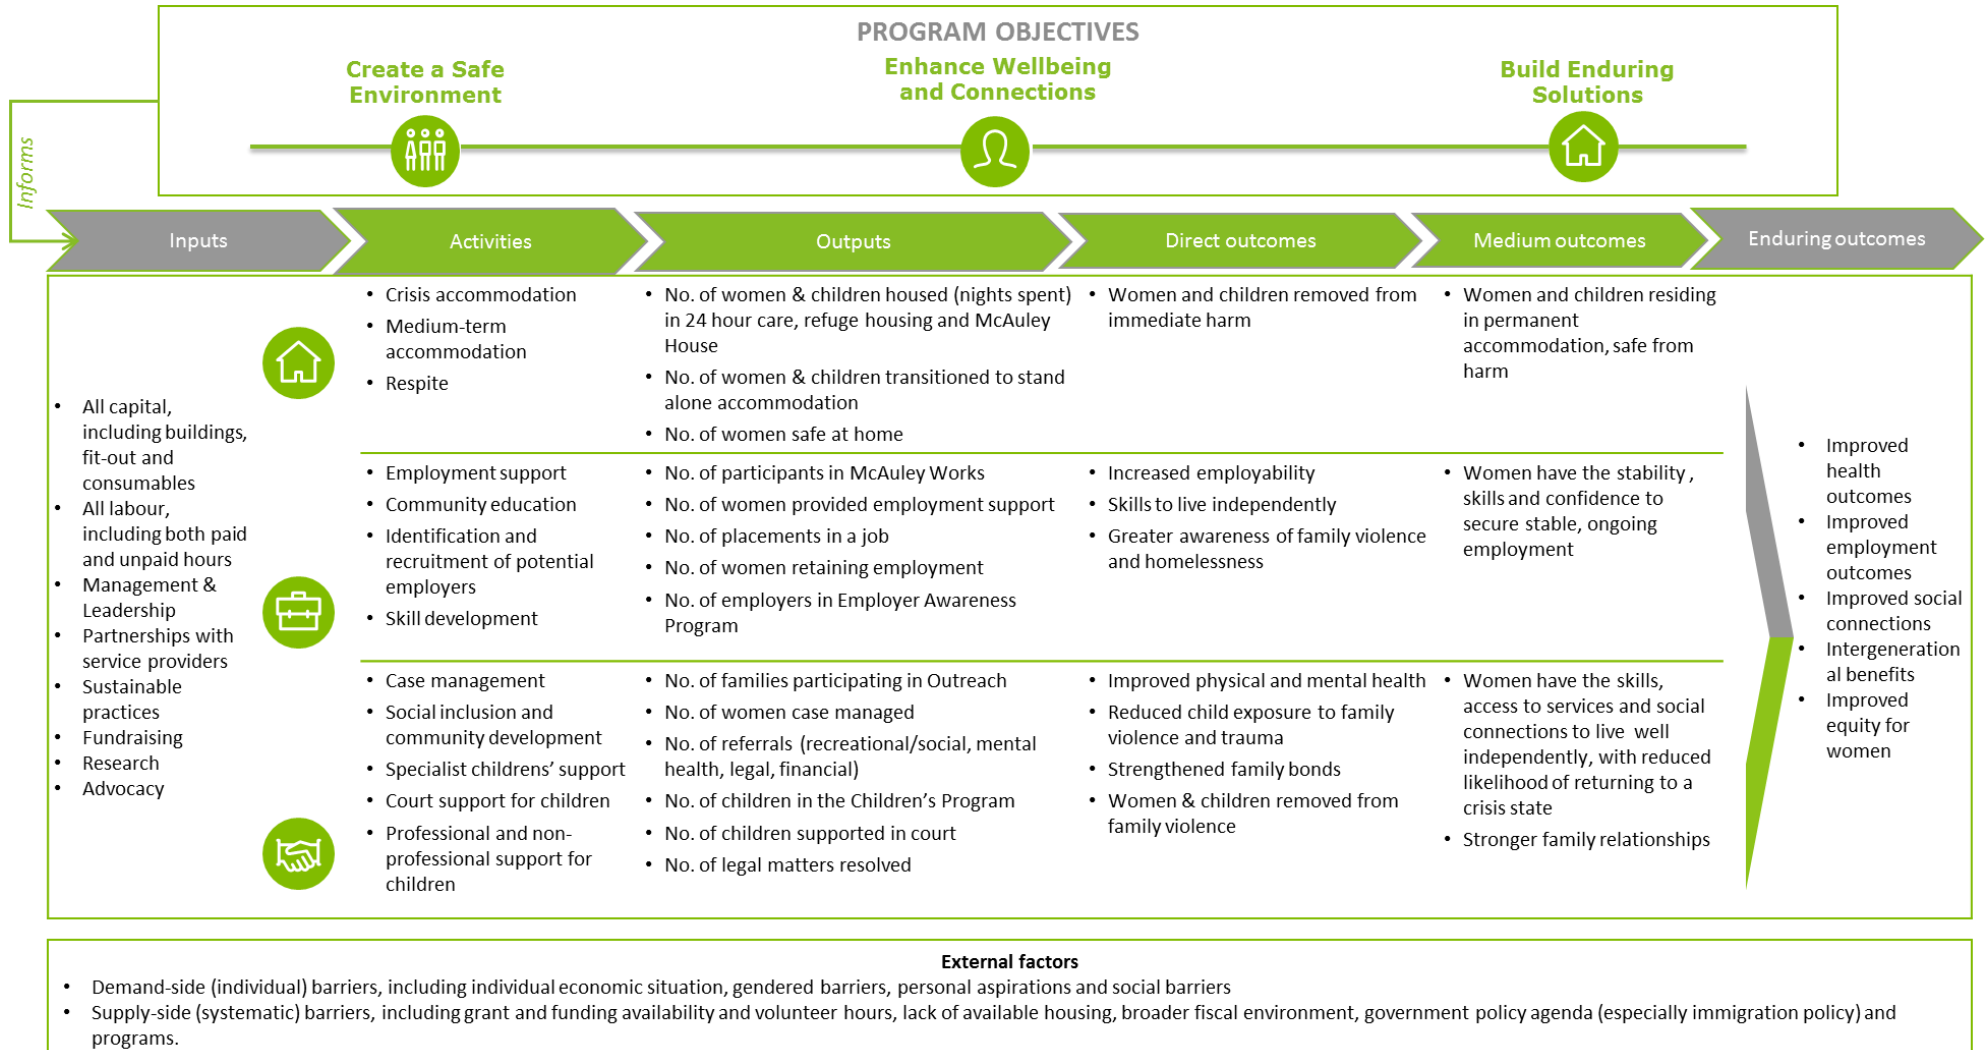 PROGRAM OBJECTIVES
Create a Safe
Environment
Enhance Wellbeing
and Connections
Build Enduring
Solutions
Informs
Inputs
Activities
Outputs
Direct outcomes
Medium outcomes
Enduring outcomes
• All capital,
including buildings,
fit-out and
consumables
• All labour,
including both paid
and unpaid hours
• Management &
Leadership
• Partnerships with
service providers
• Sustainable
practices
• Fundraising
• Research
• Advocacy
• Crisis accommodation
• Medium-term
accommodation
• Respite
• No. of women & children housed (nights spent)
in 24 hour care, refuge housing and McAuley
House
• No. of women & children transitioned to stand
alone accommodation
• No. of women safe at home
• Women and children removed from
immediate harm
• Women and children residing
in permanent
accommodation, safe from
harm
• Employment support
• Community education
• Identification and
recruitment of potential
employers
• Skill development
• No. of participants in McAuley Works
• No. of women provided employment support
• No. of placements in a job
• No. of women retaining employment
• No. of employers in Employer Awareness
Program
• Increased employability
• Skills to live independently
• Greater awareness of family violence
and homelessness
• Women have the stability ,
skills and confidence to
secure stable, ongoing
employment
• Case management
• Social inclusion and
community development
• Specialist childrens’ support
• Court support for children
• Professional and non-
professional support for
children
• No. of families participating in Outreach
• No. of women case managed
• No. of referrals (recreational/social, mental
health, legal, financial)
• No. of children in the Children’s Program
• No. of children supported in court
• No. of legal matters resolved
• Improved physical and mental health
• Reduced child exposure to family
violence and trauma
• Strengthened family bonds
• Women & children removed from
family violence
• Women have the skills,
access to services and social
connections to live well
independently, with reduced
likelihood of returning to a
crisis state
• Stronger family relationships
• Improved
health
outcomes
• Improved
employment
outcomes
• Improved social
connections
• Intergeneration
al benefits
• Improved
equity for
women
External factors
• Demand-side (individual) barriers, including individual economic situation, gendered barriers, personal aspirations and social barriers
• Supply-side (systematic) barriers, including grant and funding availability and volunteer hours, lack of available housing, broader fiscal environment, government policy agenda (especially immigration policy) and
programs.